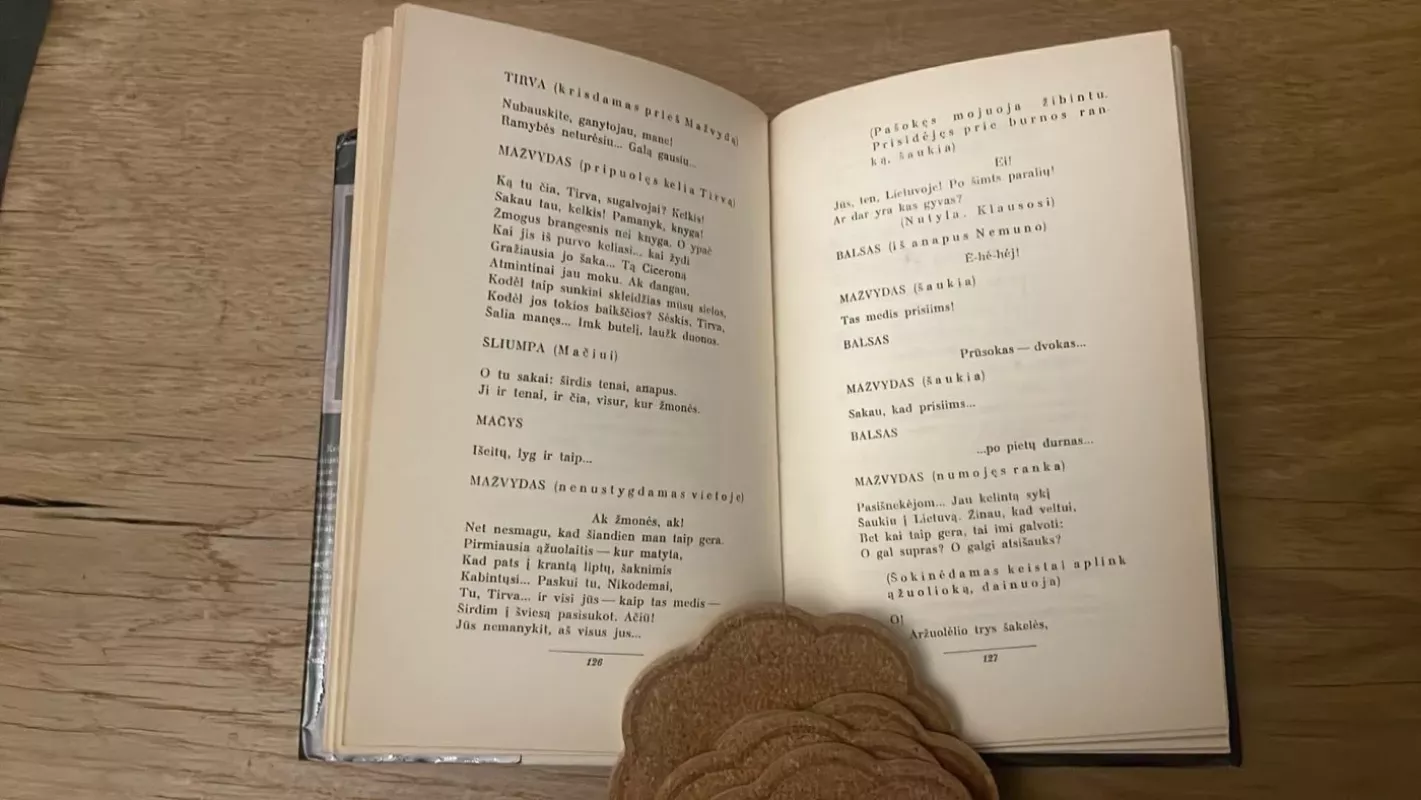 TIRVA (krisdamas prieš Mažvydą)
Nubauskite, ganytojau, mane!
Ramybės neturėsiu... Galą gausiu...
MAŽVYDAS (pripuolęs kelia Tirvą)
Ką tu čia, Tirva, sugalvojai? Kelkis!
Sakau tau, kelkis! Pamanyk, knyga!
Žmogus brangesnis nei knyga. O ypač
Kai jis iš purvo keliasi... kai žydi
Gražiausia jo šaka... Tą Ciceroną
Atmintinai jau moku. Ak dangau,
Kodėl taip sunkiai skleidžias mūsų sielos,
Kodėl jos tokios baikščios? Sėskis, Tirva,
Šalia manęs... Imk butelį, laužk duonos.
ŠLIUMPA (Mačiui)
O tu sakai: širdis tenai, anapus.
Ji ir tenai, ir čia, visur, kur žmonės.
MAČYS
Išeitų, lyg ir taip...
MAŽVYDAS (nenustygdamas vietoje)
Ak žmonės, ak!
Net nesmagu, kad šiandien man taip gera.
Pirmiausia ąžuolaitis — kur matyta,
Kad pats į krantą liptų, šaknimis
Kabintųsi... Paskui tu, Nikodemai,
Tu, Tirva... ir visi jūs — kaip tas medis —
Širdim į šviesą pasisukot. Ačiū!
Jūs nemanykit, aš visus jus...
126
(Pašokęs mojuoja žibintu.
Prisidėjęs prie burnos ran-
ką, šaukia)
Ei!
Jūs, ten, Lietuvoje! Po šimts paralių!
Ar dar yra kas gyvas?
(Nutyla. Klausosi)
BALSAS (iš anapus Nemuno)
Ė-hė-hėj!
MAŽVYDAS (šaukia)
Tas medis prisiims!
BALSAS
Prūsokas — dvokas...
MAŽVYDAS (šaukia)
Sakau, kad prisiims...
BALSAS
...po pietų durnas...
MAŽVYDAS (numojęs ranka)
Pasišnekėjom... Jau kelintą sykį
Šaukiu į Lietuvą. Žinau, kad veltui,
Bet kai taip gera, tai imi galvoti:
O gal supras? O galgi atsišauks?
(Šokinėdamas keistai aplink
ąžuolioką, dainuoja)
O!
Aržuolėlio trys šakelės,
127